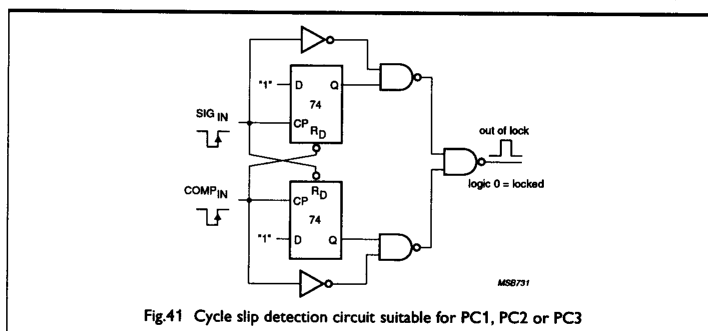 "1"
D
Q
74
SIG IN
CP
RD
out of lock
RD
COMP IN
CP
logic 0 = locked
74
"1"
D
Q
MSB731
Fig.41 Cycle slip detection circuit suitable for PC1, PC2 or PC3